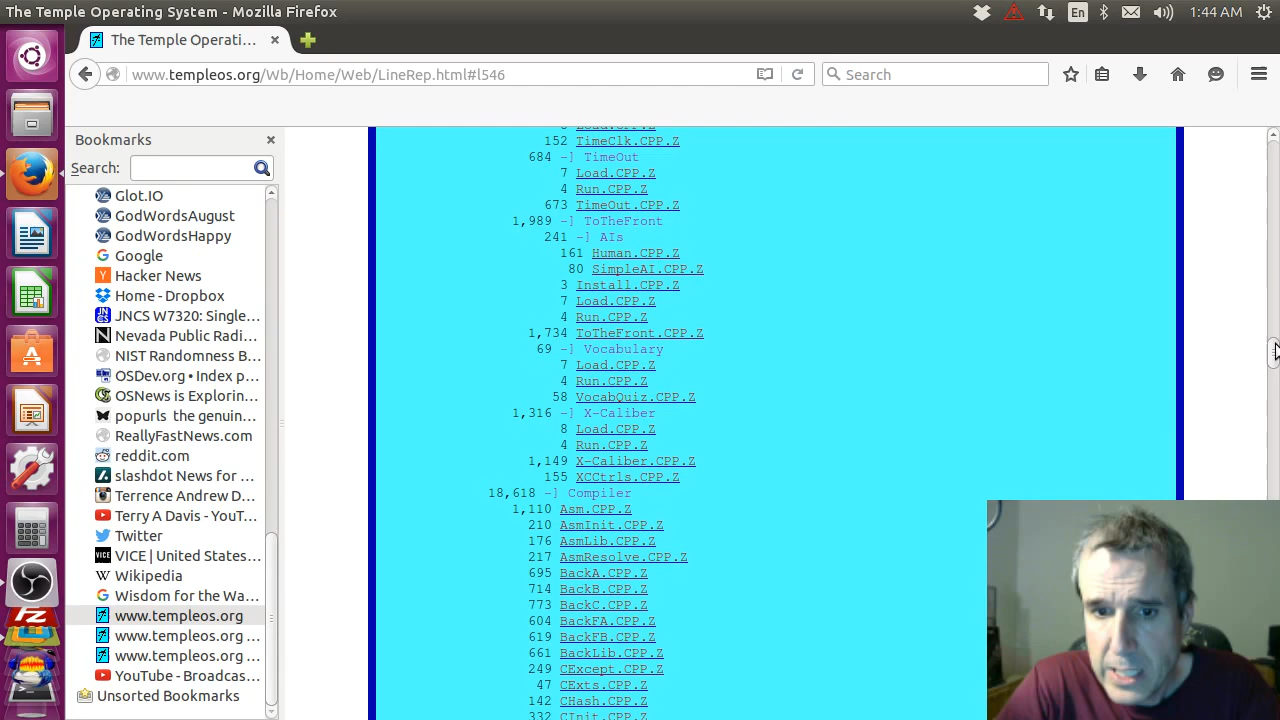 The Temple Operating System - Mozilla Firefox
En
1:44 AM
The Temple Operati...
www.templeos.org/Wb/Home/Web/LineRep.html#l546
Search
Bookmarks
Search:
Glot.IO
GodWordsAugust
GodWordsHappy
Google
Hacker News
Home - Dropbox
JNCS W7320: Single...
Nevada Public Radi...
NIST Randomness B...
OSDev.org • Index p...
OSNews is Exploring...
popurls the genuin...
ReallyFastNews.com
reddit.com
slashdot News for ...
Terrence Andrew D...
Terry A Davis - YouT...
Twitter
VICE | United States...
Wikipedia
Wisdom for the Wa...
www.templeos.org
www.templeos.org ...
www.templeos.org ...
YouTube - Broadcas...
Unsorted Bookmarks
152 TimeClk.CPP.Z
684 -] TimeOut
7 Load.CPP.Z
4 Run.CPP.Z
673 TimeOut.CPP.Z
1,989 -] ToTheFront
241 -] AIs
161 Human.CPP.Z
80 SimpleAI.CPP.Z
3 Install.CPP.Z
7 Load.CPP.Z
4 Run.CPP.Z
1,734 ToTheFront.CPP.Z
69 -] Vocabulary
7 Load.CPP.Z
4 Run.CPP.Z
58 VocabQuiz.CPP.Z
1,316 -] X-Caliber
8 Load.CPP.Z
4 Run.CPP.Z
1,149 X-Caliber.CPP.Z
155 XCCtrls.CPP.Z
18,618 -] Compiler
1,110 Asm.CPP.Z
210 AsmInit.CPP.Z
176 AsmLib.CPP.Z
217 AsmResolve.CPP.Z
695 BackA.CPP.Z
714 BackB.CPP.Z
773 BackC.CPP.Z
604 BackFA.CPP.Z
619 BackFB.CPP.Z
661 BackLib.CPP.Z
249 CExcept.CPP.Z
47 CExts.CPP.Z
142 CHash.CPP.Z
332 CInit.CPP.Z